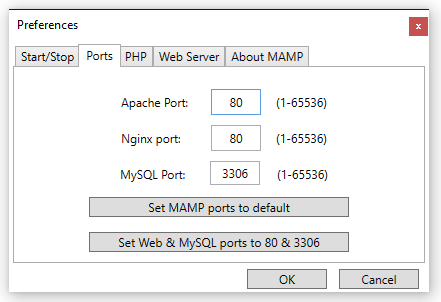 Preferences
x
Start/Stop Ports PHP Web Server About MAMP
Apache Port: 80 (1-65536)
Nginx port: 80 (1-65536)
MySQL Port: 3306 (1-65536)
Set MAMP ports to default
Set Web & MySQL ports to 80 & 3306
OK Cancel